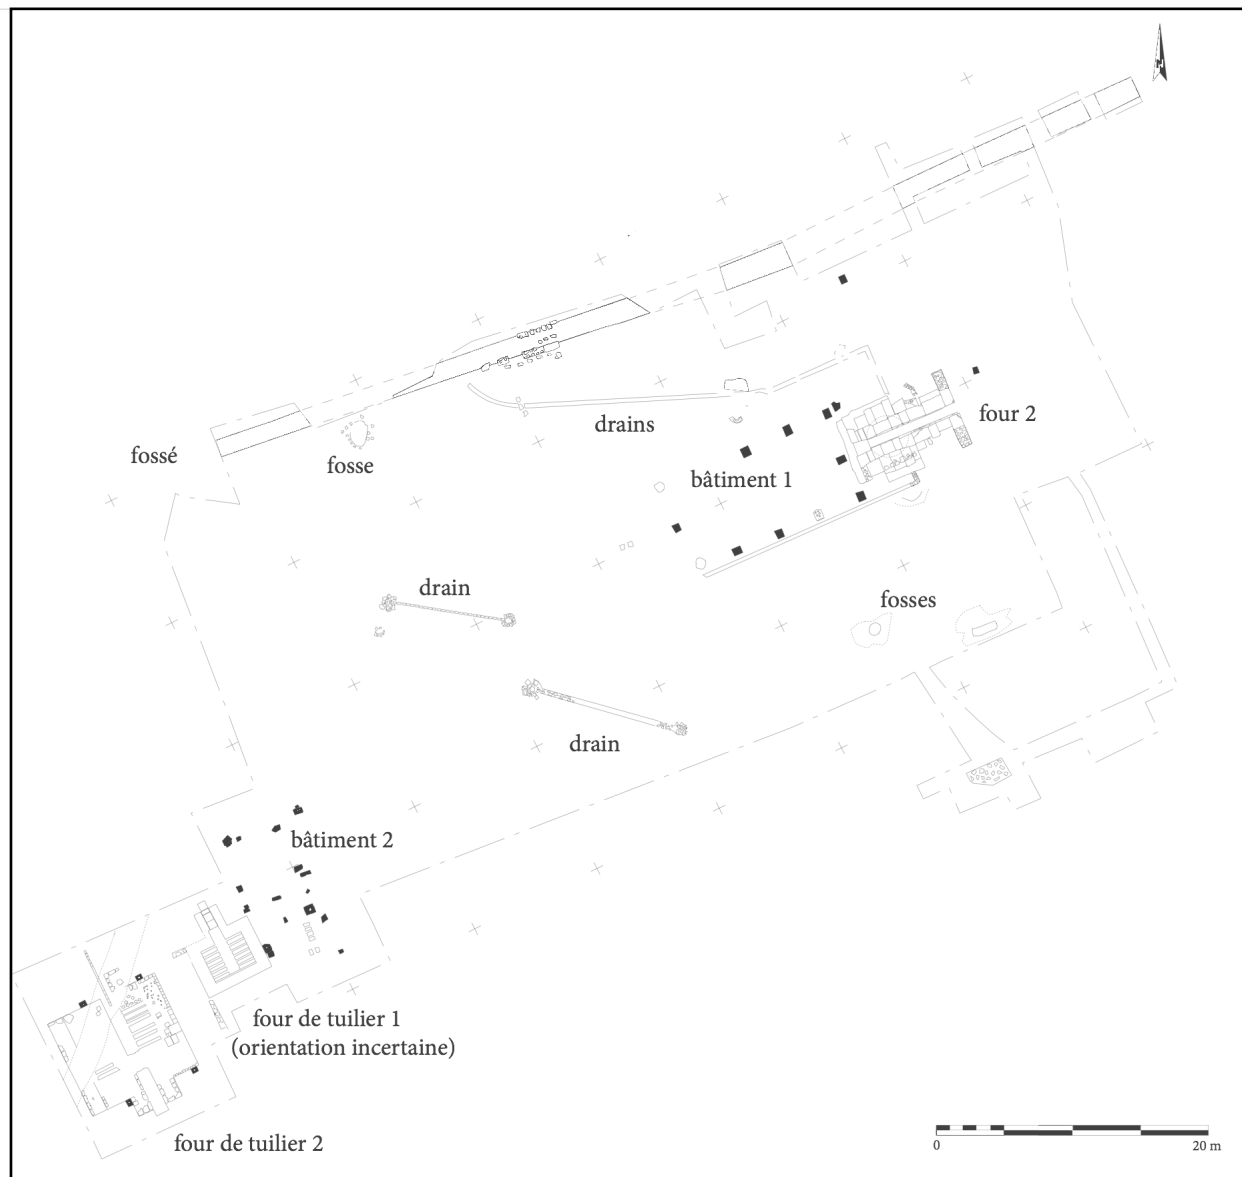 N
fossé
fosse
drains
four 2
bâtiment 1
drain
fosses
drain
bâtiment 2
four de tuilier 1
(orientation incertaine)
four de tuilier 2
0
20 m